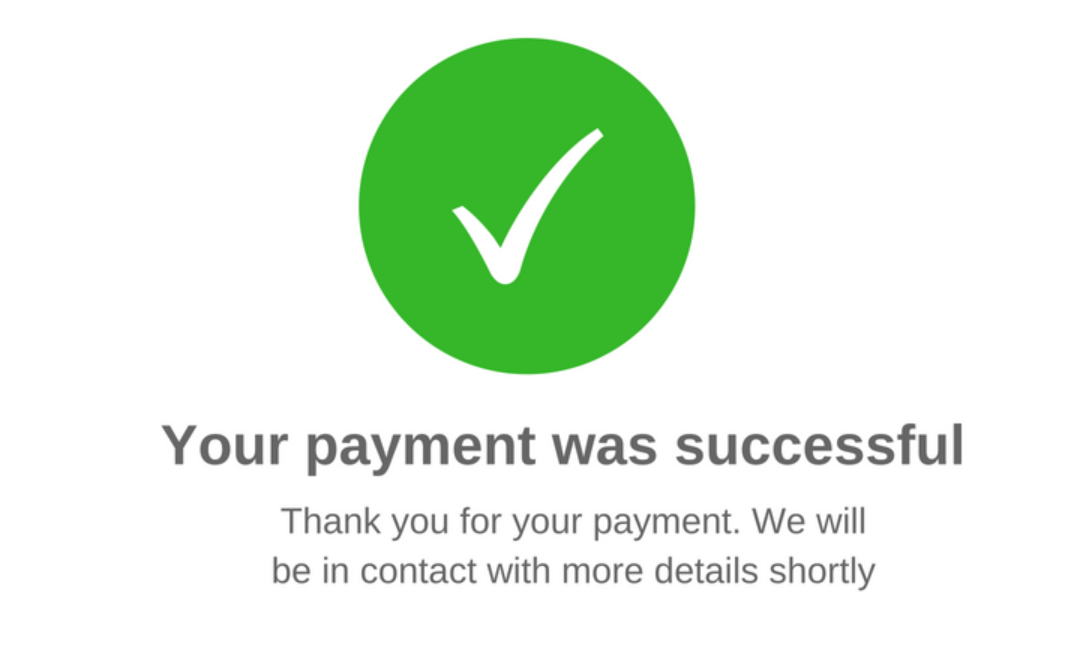 Your payment was successful
Thank you for your payment. We will
be in contact with more details shortly